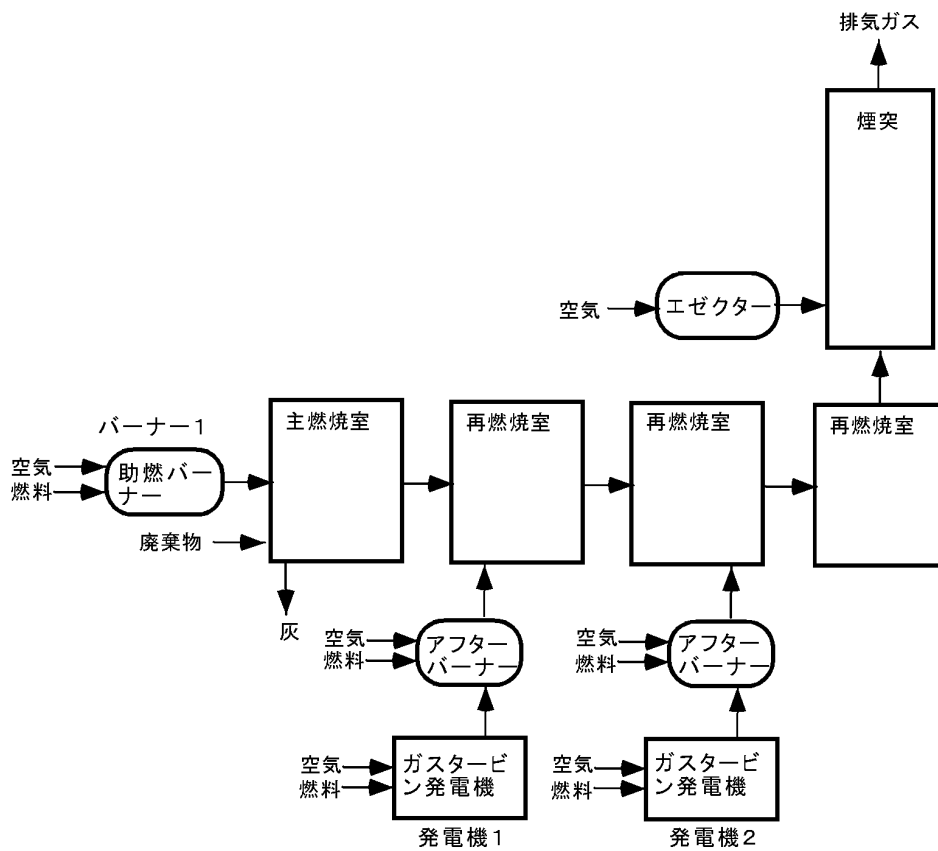 排気ガス
煙突
空気
エゼクター
バーナー1
主燃焼室
再燃焼室
再燃焼室
再燃焼室
空気
燃料
助燃バー
ナー
廃棄物
灰
空気
燃料
アフター
バーナー
空気
燃料
アフター
バーナー
空気
燃料
ガスタービ
ン発電機
空気
燃料
ガスタービ
ン発電機
発電機1
発電機2